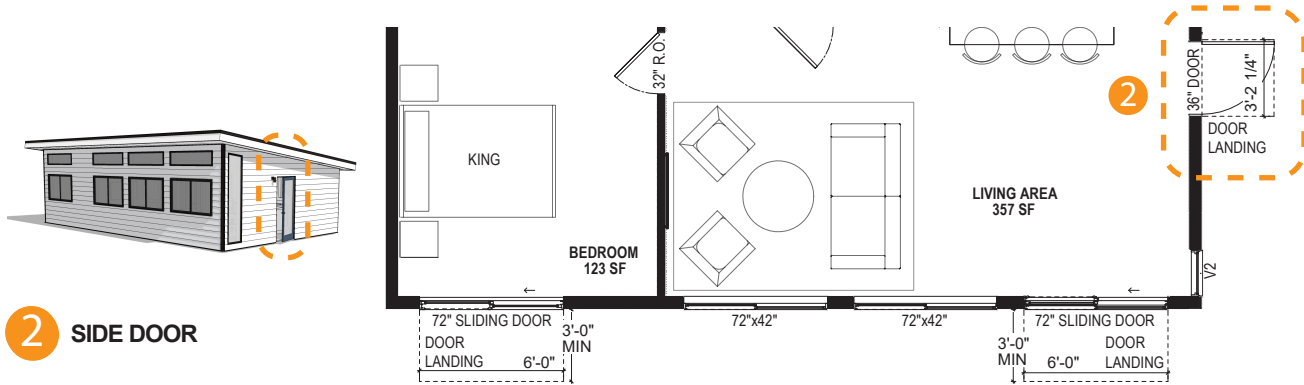 32" R.O.
36" DOOR
3'-2 1/4"
2
DOOR
LANDING
KING
LIVING AREA
357 SF
BEDROOM
123 SF
V2
←
←
2 SIDE DOOR
72" SLIDING DOOR
DOOR
LANDING
6'-0"
3'-0"
MIN
72"x42"
72"x42"
3'-0"
MIN
72" SLIDING DOOR
DOOR
LANDING
6'-0"